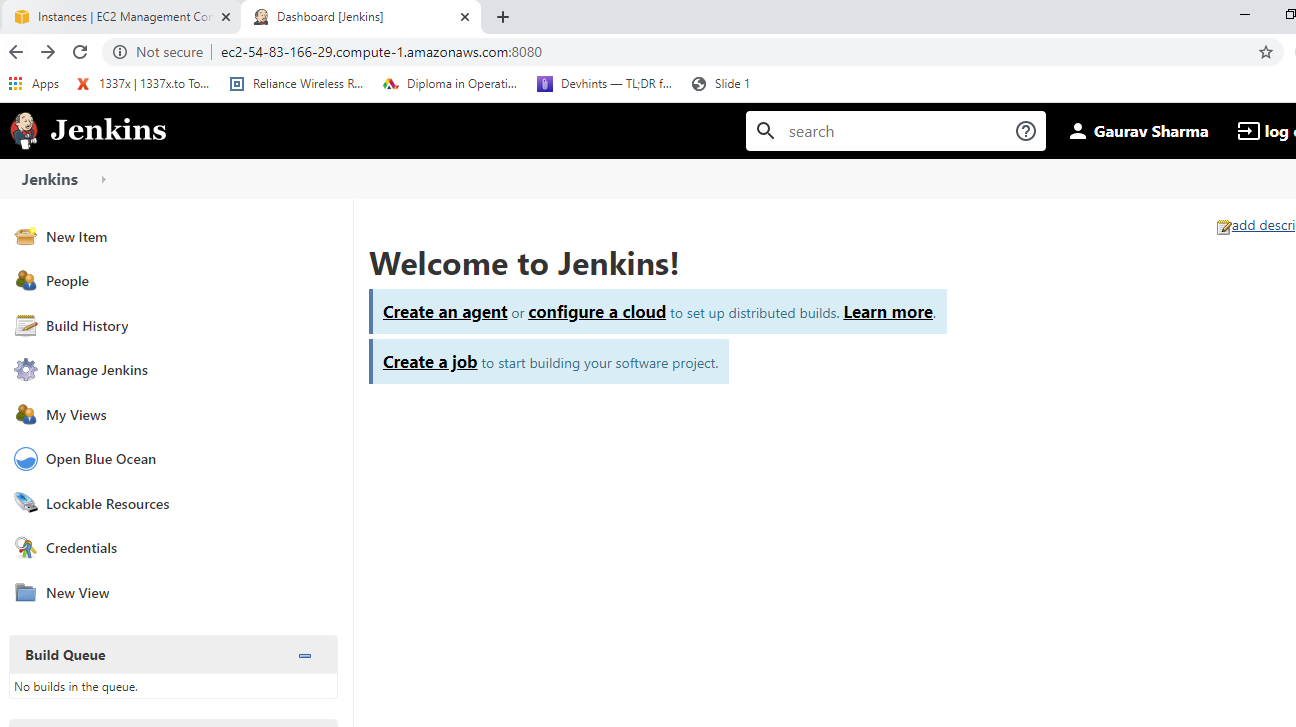 Instances | EC2 Management Cor
Dashboard [Jenkins]
Not secure | ec2-54-83-166-29.compute-1.amazonaws.com:8080
Apps 1337x | 1337x.to To... Reliance Wireless R... Diploma in Operati... Devhints — TL;DR f... Slide 1
Jenkins search Gaurav Sharma log
Jenkins
add descri
New Item
People
Build History
Manage Jenkins
My Views
Open Blue Ocean
Lockable Resources
Credentials
New View
Build Queue
No builds in the queue.
Welcome to Jenkins!
Create an agent or configure a cloud to set up distributed builds. Learn more.
Create a job to start building your software project.